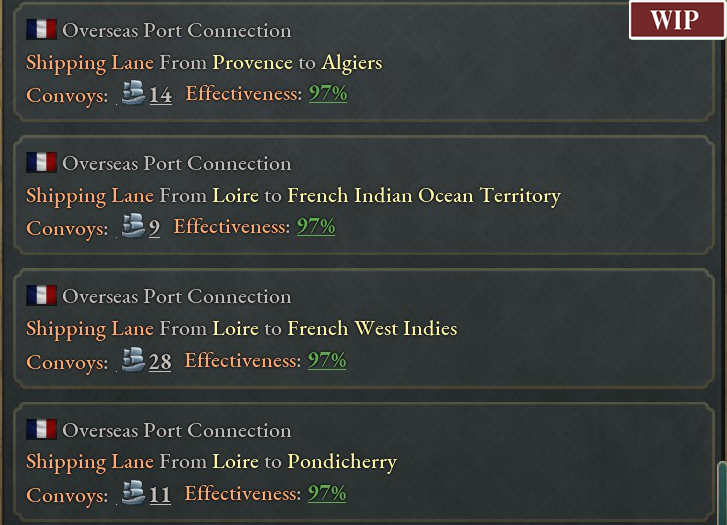 WIP
Overseas Port Connection
Shipping Lane From Provence to Algiers
Convoys: 14 Effectiveness: 97%
Overseas Port Connection
Shipping Lane From Loire to French Indian Ocean Territory
Convoys: 9 Effectiveness: 97%
Overseas Port Connection
Shipping Lane From Loire to French West Indies
Convoys: 28 Effectiveness: 97%
Overseas Port Connection
Shipping Lane From Loire to Pondicherry
Convoys: 11 Effectiveness: 97%